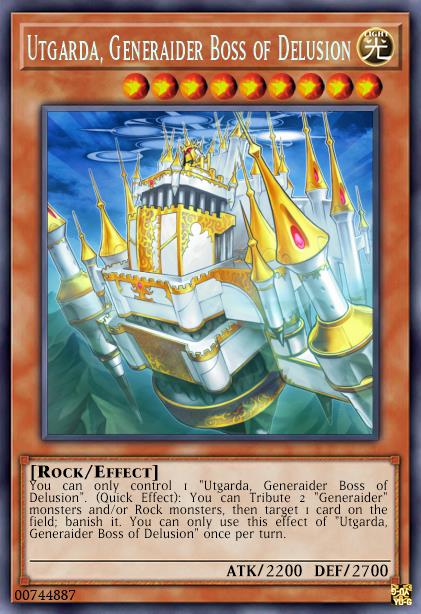 Utgarda, Generaider Boss of Delusion
LIGHT
光
[Rock/Effect]
You can only control 1 "Utgarda, Generaider Boss of
Delusion". (Quick Effect): You can Tribute 2 "Generaider"
monsters and/or Rock monsters, then target 1 card on the
field; banish it. You can only use this effect of "Utgarda,
Generaider Boss of Delusion" once per turn.
ATK/2200 DEF/2700
00744887